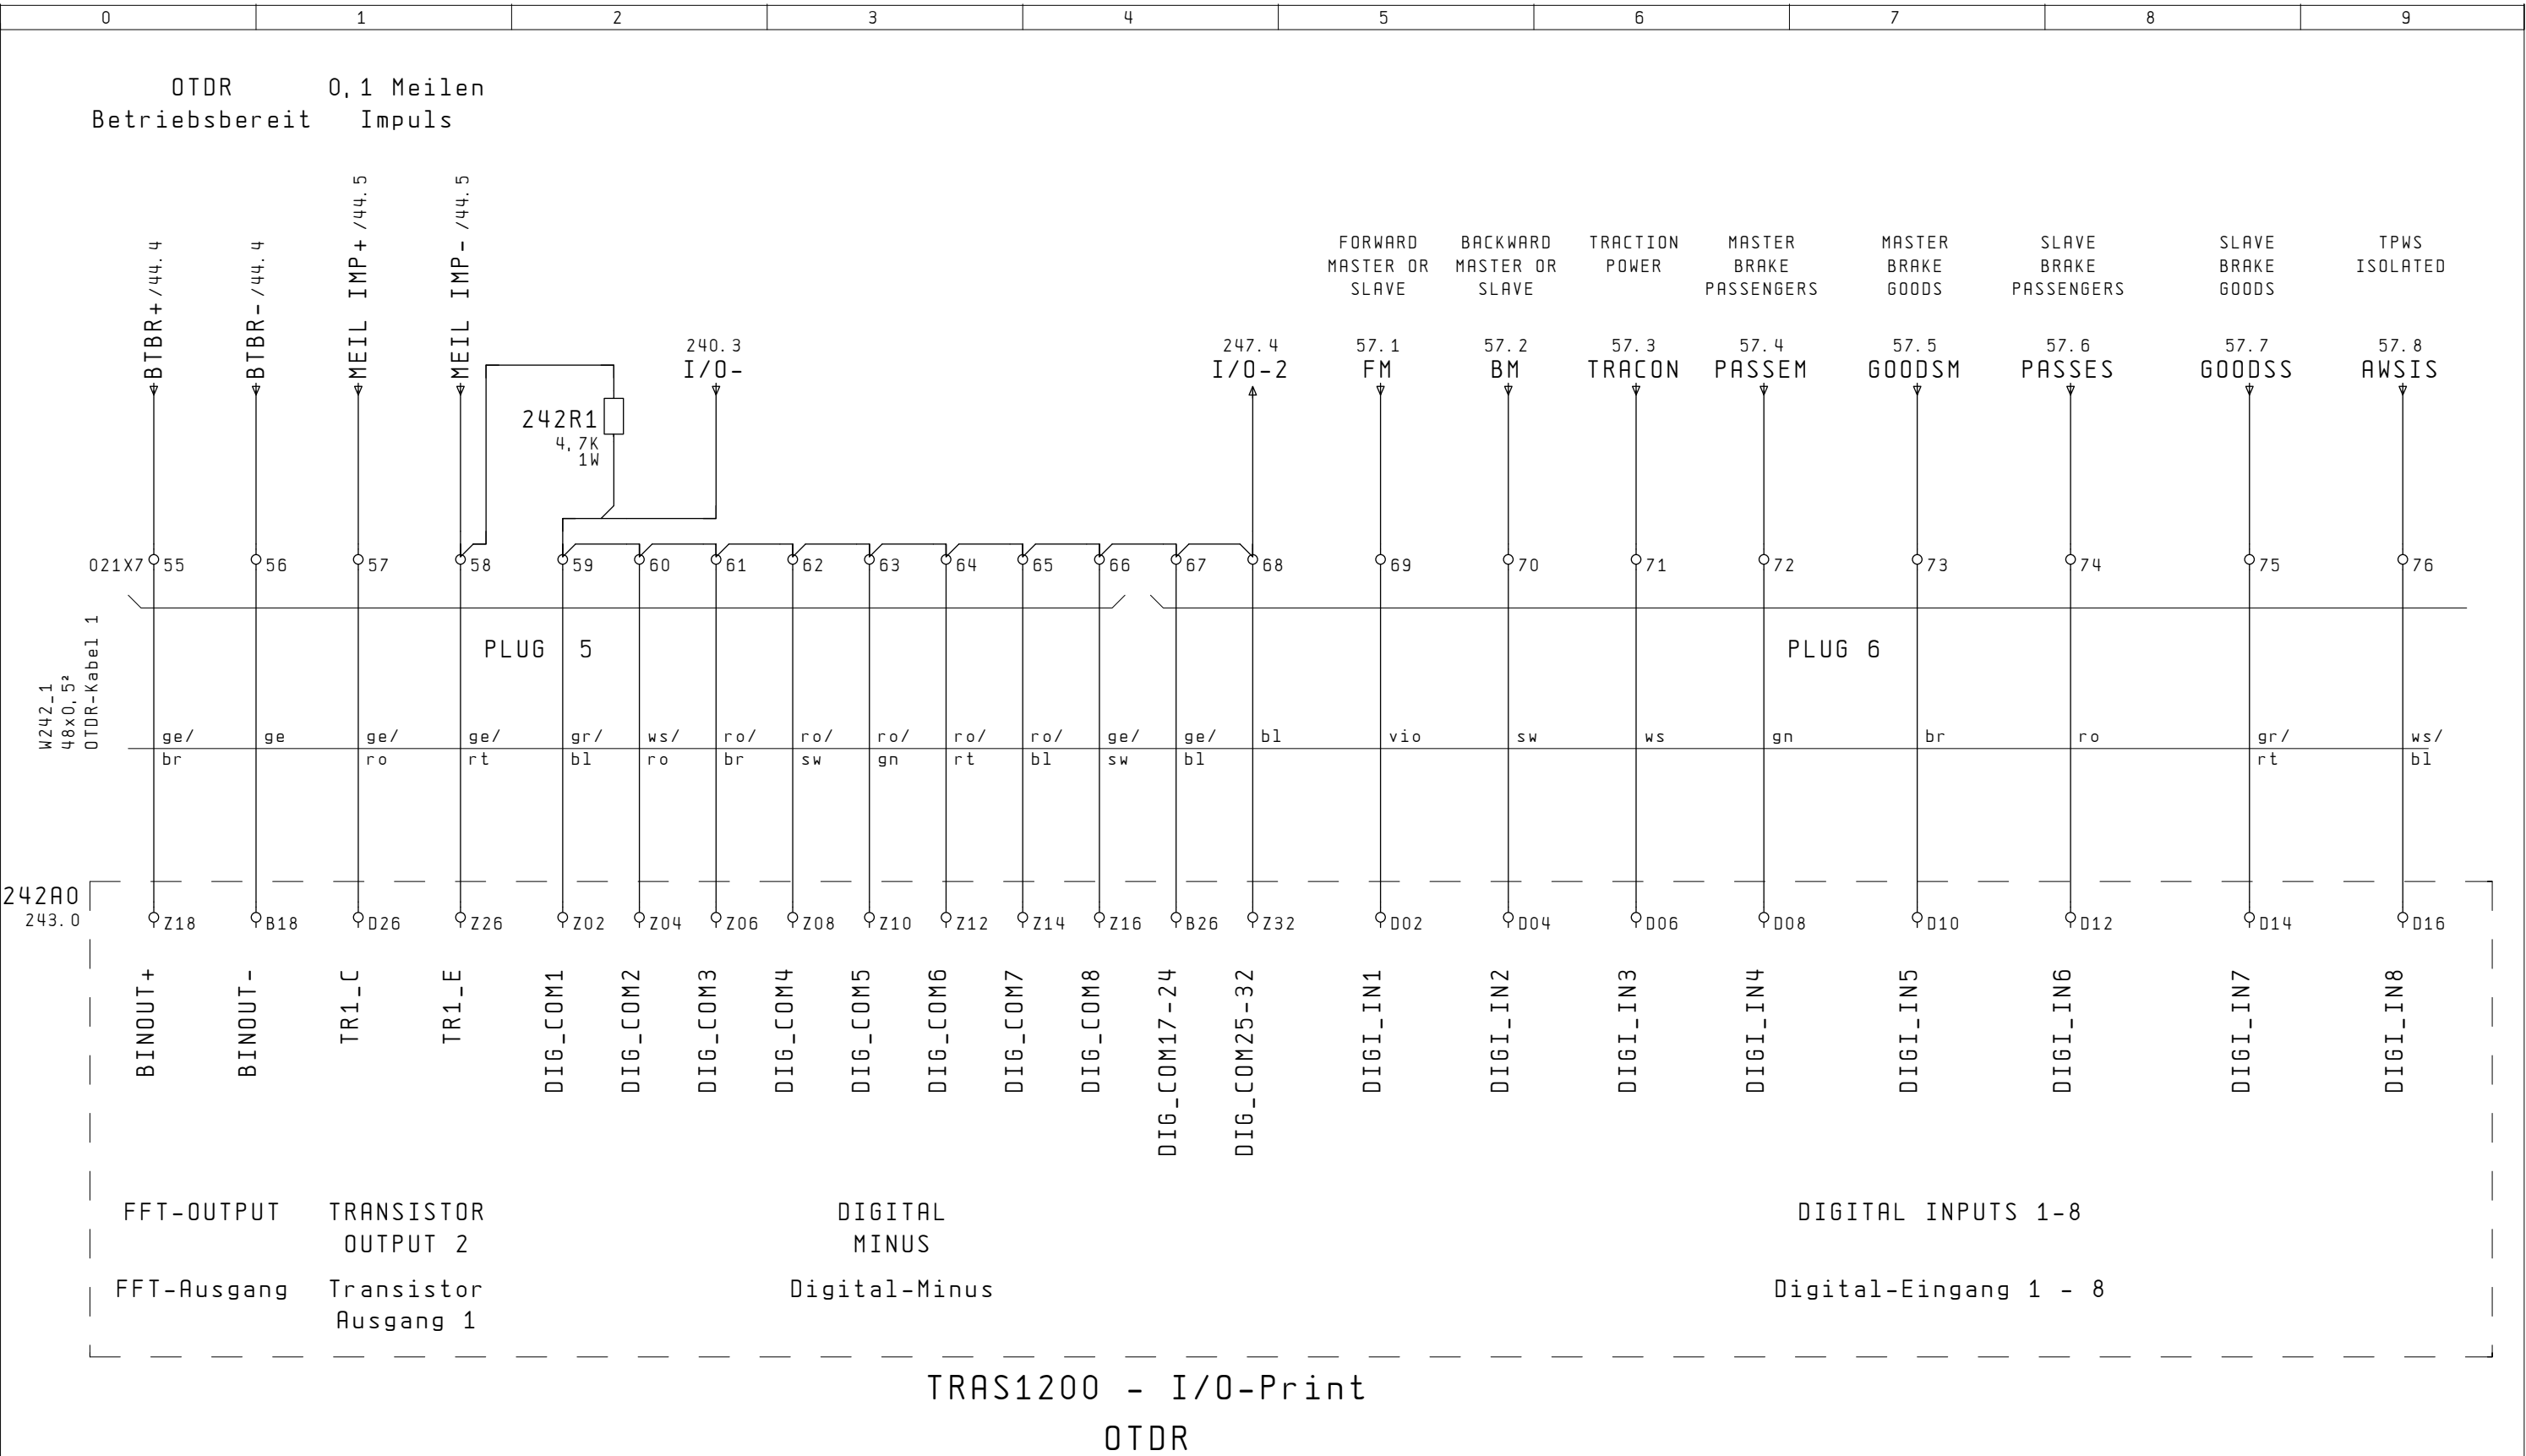 0 1 2 3 4 5 6 7 8 9
OTDR
Betriebsbereit
0,1 Meilen
Impuls
BTBR+ /44.4
BTBR- /44.4
MEIL IMP+ /44.5
MEIL IMP- /44.5
242R1
4,7K
1W
240.3
I/O-
247.4
I/O-2
FORWARD
MASTER OR
SLAVE
57.1
FM
BACKWARD
MASTER OR
SLAVE
57.2
BM
TRACTION
POWER
57.3
TRACON
MASTER
BRAKE
PASSENGERS
57.4
PASSEM
MASTER
BRAKE
GOODS
57.5
GOODSM
SLAVE
BRAKE
PASSENGERS
57.6
PASSES
SLAVE
BRAKE
GOODS
57.7
GOODSS
TPWS
ISOLATED
57.8
AWSIS
021X7 55 56 57 58 59 60 61 62 63 64 65 66 67 68 69 70 71 72 73 74 75 76
W242_1
48x0,5²
OTDR-Kabel 1
PLUG 5
PLUG 6
ge/ ge ge/ ge/ gr/ ws/ ro/ ro/ ro/ ro/ ro/ ge/ ge/ bl vio sw ws gn br ro gr/ ws/
br ro rt bl ro br sw gn rt bl sw bl rt bl
242A0
243.0
Z18 B18 D26 Z26 Z02 Z04 Z06 Z08 Z10 Z12 Z14 Z16 B26 Z32 D02 D04 D06 D08 D10 D12 D14 D16
BINOUT+
BINOUT-
TR1_C
TR1_E
DIG_COM1
DIG_COM2
DIG_COM3
DIG_COM4
DIG_COM5
DIG_COM6
DIG_COM7
DIG_COM8
DIG_COM17-24
DIG_COM25-32
DIGI_IN1
DIGI_IN2
DIGI_IN3
DIGI_IN4
DIGI_IN5
DIGI_IN6
DIGI_IN7
DIGI_IN8
FFT-OUTPUT
TRANSISTOR
OUTPUT 2
DIGITAL
MINUS
DIGITAL INPUTS 1-8
FFT-Ausgang
Transistor
Ausgang 1
Digital-Minus
Digital-Eingang 1 - 8
TRAS1200 - I/O-Print
OTDR